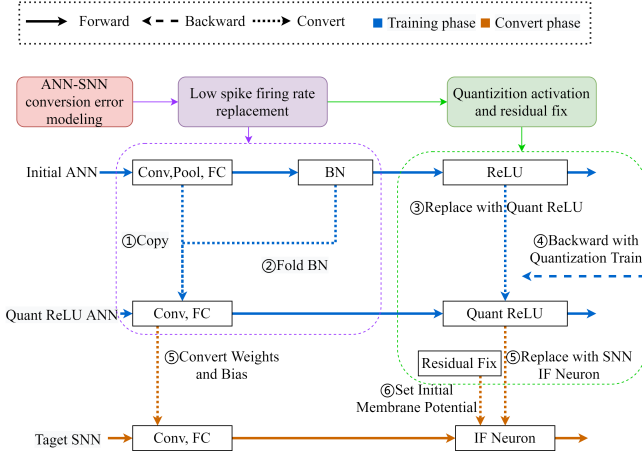 Forward
Backward
Convert
Training phase
Convert phase
ANN-SNN
conversion error
modeling
Low spike firing rate
replacement
Quantizition activation
and residual fix
Initial ANN
Conv,Pool, FC
BN
ReLU
③Replace with Quant ReLU
①Copy
④Backward with
Quantization Train
②Fold BN
Quant ReLU ANN
Conv, FC
Quant ReLU
⑤Convert Weights
and Bias
Residual Fix
⑤Replace with SNN
IF Neuron
⑥Set Initial
Membrane Potential
Taget SNN
Conv, FC
IF Neuron